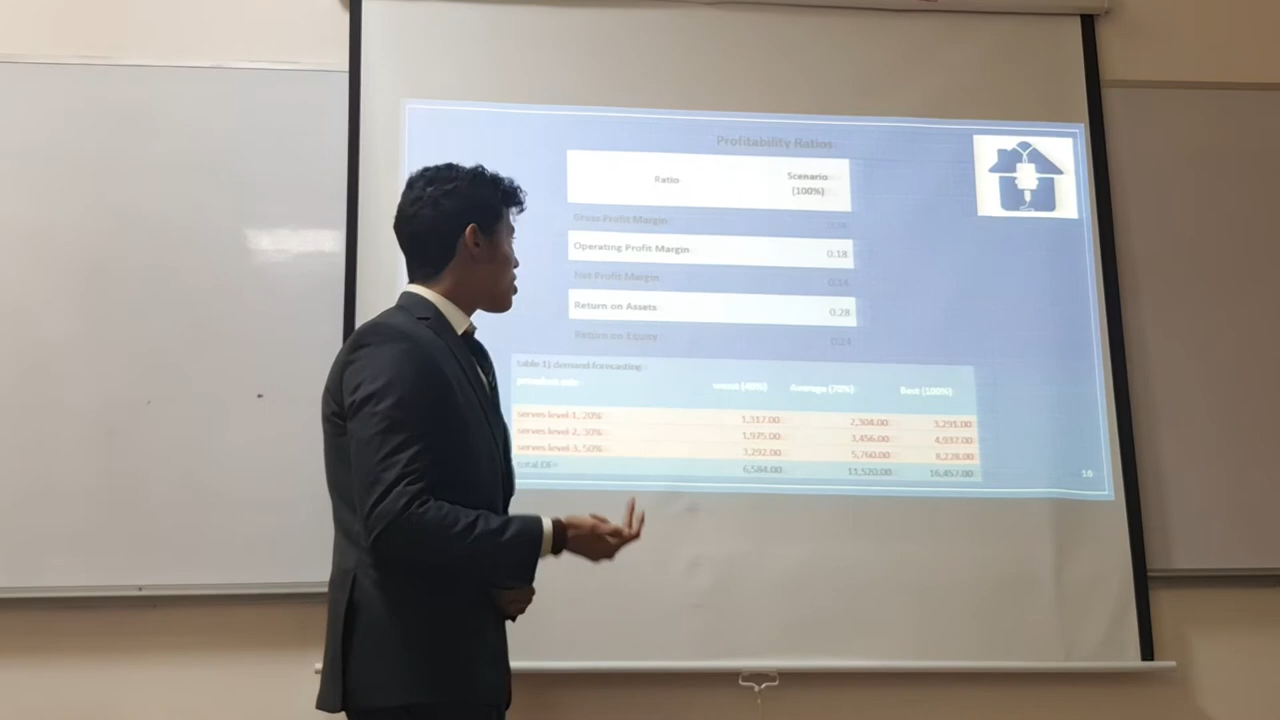 Profitability Ratios
Ratio Scenario (100%)
Gross Profit Margin
Operating Profit Margin 0.18
Net Profit Margin 0.14
Return on Assets 0.28
Return on Equity 0.34
table 1) demand forecasting
worst (40%) Average (70%) Best (100%)
serves level 1, 20% 1,317.00 2,304.00 3,291.00
serves level 2, 30% 1,975.00 3,456.00 4,937.00
serves level 3, 50% 3,292.00 5,760.00 8,228.00
total DF= 6,584.00 11,520.00 16,457.00
10